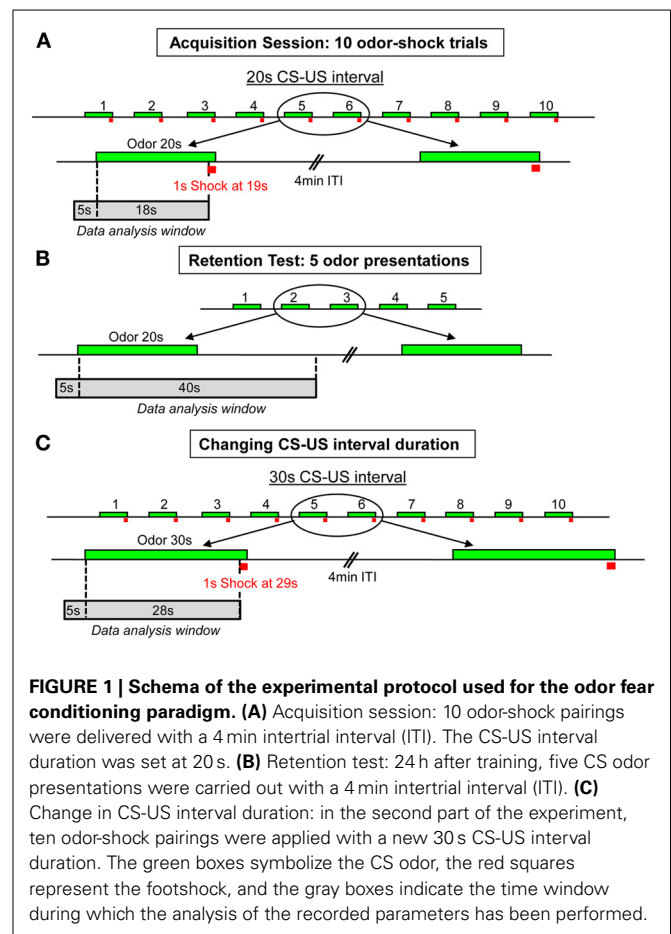 A
Acquisition Session: 10 odor-shock trials
20s CS-US interval
1 2 3 4 5 6 7 8 9 10
Odor 20s
4min ITI
1s Shock at 19s
5s 18s
Data analysis window
B
Retention Test: 5 odor presentations
1 2 3 4 5
Odor 20s
5s 40s
Data analysis window
C
Changing CS-US interval duration
30s CS-US interval
1 2 3 4 5 6 7 8 9 10
Odor 30s
4min ITI
1s Shock at 29s
5s 28s
Data analysis window
FIGURE 1 | Schema of the experimental protocol used for the odor fear
conditioning paradigm. (A) Acquisition session: 10 odor-shock pairings
were delivered with a 4 min intertrial interval (ITI). The CS-US interval
duration was set at 20 s. (B) Retention test: 24 h after training, five CS odor
presentations were carried out with a 4 min intertrial interval (ITI). (C)
Change in CS-US interval duration: in the second part of the experiment,
ten odor-shock pairings were applied with a new 30 s CS-US interval
duration. The green boxes symbolize the CS odor, the red squares
represent the footshock, and the gray boxes indicate the time window
during which the analysis of the recorded parameters has been performed.